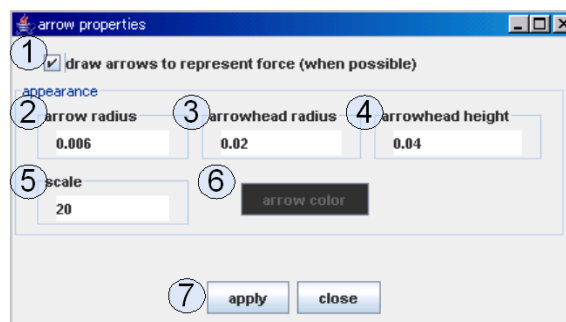 arrow properties
1
draw arrows to represent force (when possible)
appearance
2 arrow radius 3 arrowhead radius 4 arrowhead height
0.006 0.02 0.04
5 scale 6
20 arrow color
7 apply close